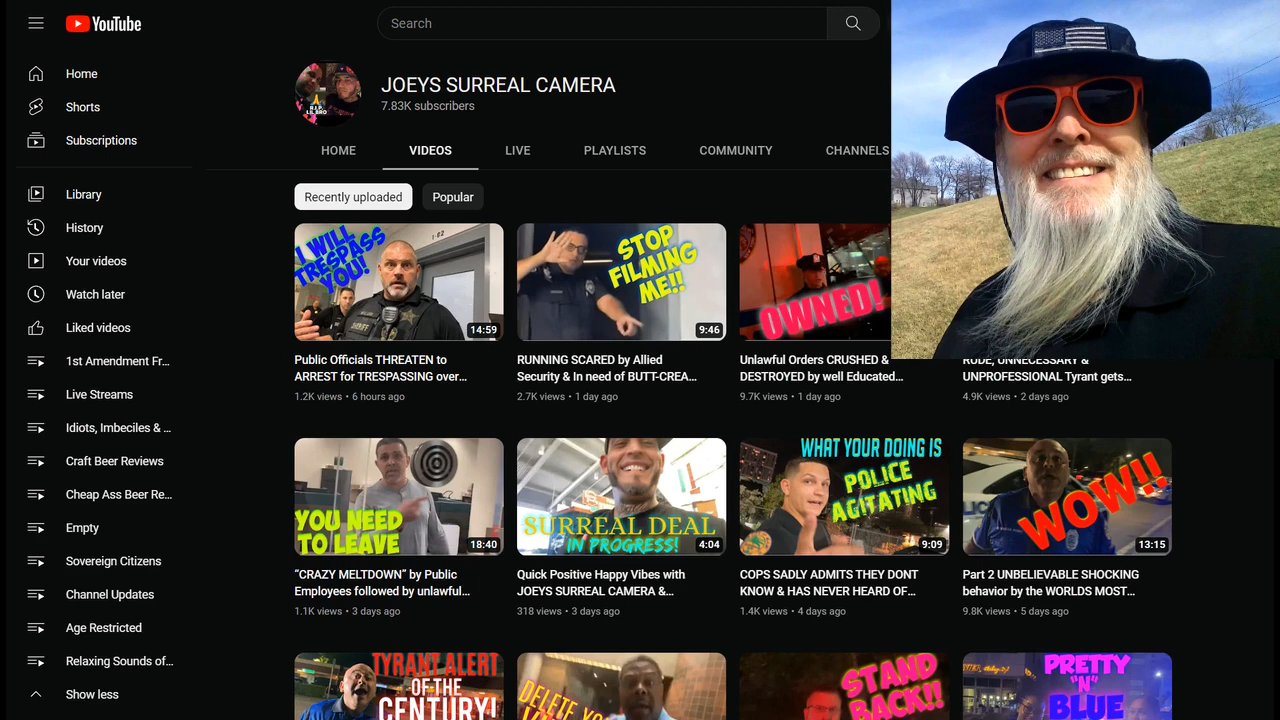 YouTube
Search
Home
Shorts
Subscriptions
Library
History
Your videos
Watch later
Liked videos
1st Amendment Fr...
Live Streams
Idiots, Imbeciles & ...
Craft Beer Reviews
Cheap Ass Beer Re...
Empty
Sovereign Citizens
Channel Updates
Age Restricted
Relaxing Sounds of...
Show less
JOEYS SURREAL CAMERA
7.83K subscribers
HOME
VIDEOS
LIVE
PLAYLISTS
COMMUNITY
CHANNELS
Recently uploaded
Popular
I WILL
TRESPASS
YOU!
SHERIFF
14:59
STOP
FILMING
ME!!
9:46
OWNED!
Public Officials THREATEN to
ARREST for TRESPASSING over...
1.2K views • 6 hours ago
RUNNING SCARED by Allied
Security & In need of BUTT-CREA...
2.7K views • 1 day ago
Unlawful Orders CRUSHED &
DESTROYED by well Educated...
9.7K views • 1 day ago
RUDE, UNNECESSARY &
UNPROFESSIONAL Tyrant gets...
4.9K views • 2 days ago
YOU NEED
TO LEAVE
18:40
SURREAL DEAL
IN PROGRESS!
4:04
WHAT YOUR DOING IS
POLICE
AGITATING
9:09
WOW!!
13:15
"CRAZY MELTDOWN" by Public
Employees followed by unlawful...
1.1K views • 3 days ago
Quick Positive Happy Vibes with
JOEYS SURREAL CAMERA &...
318 views • 3 days ago
COPS SADLY ADMITS THEY DONT
KNOW & HAS NEVER HEARD OF...
1.4K views • 4 days ago
Part 2 UNBELIEVABLE SHOCKING
behavior by the WORLDS MOST...
9.8K views • 5 days ago
TYRANT ALERT
OF THE
CENTURY!
DELETE
STAND
BACK!!
PRETTY
"N"
BLUE